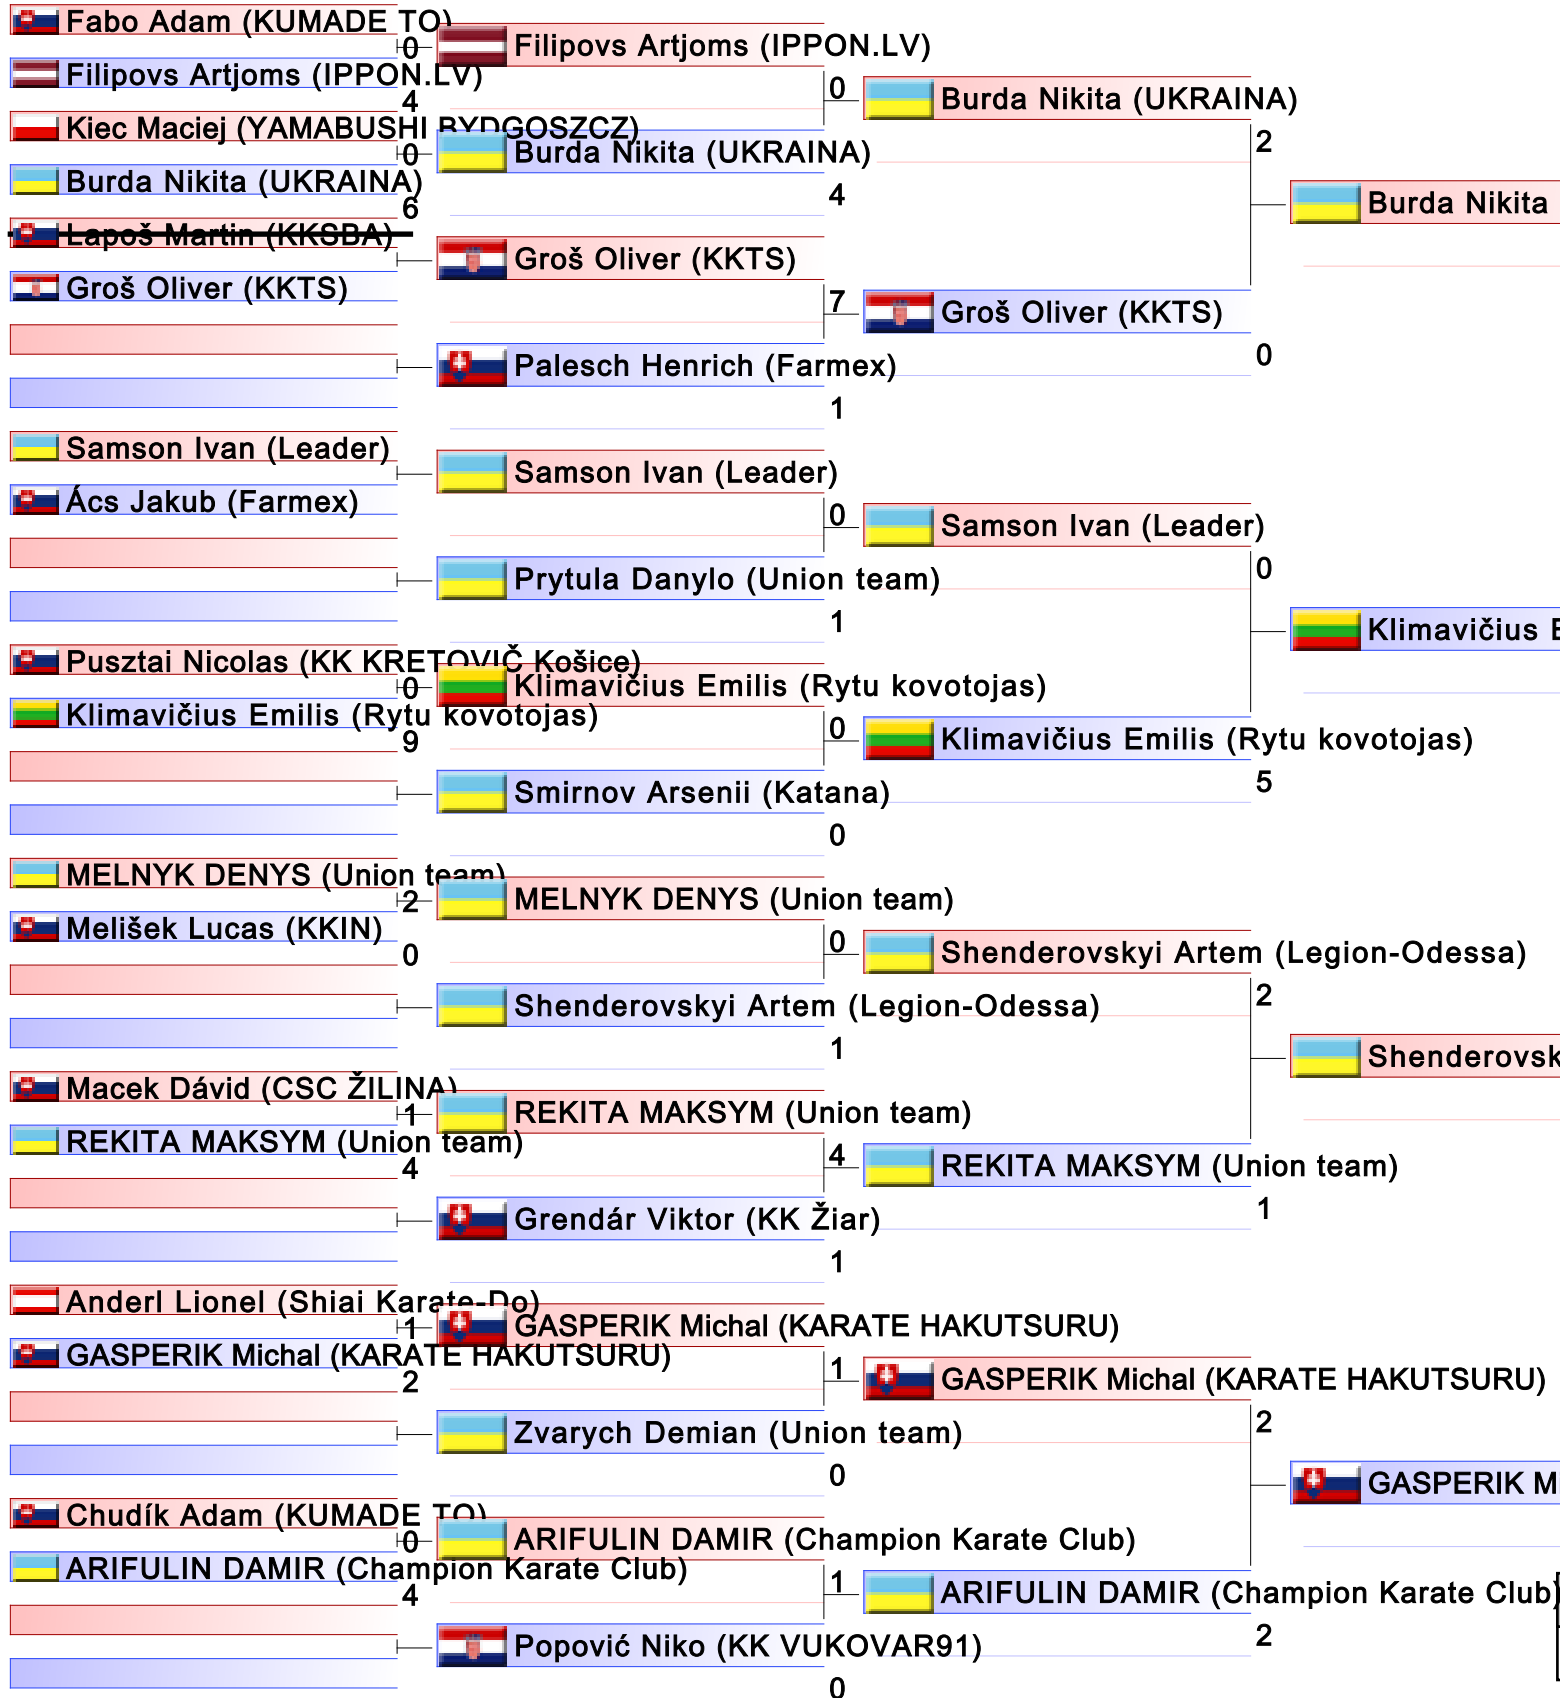 Fabo Adam (KUMADE TO)
0
Filipovs Artjoms (IPPON.LV)
4
Kiec Maciej (YAMABUSHI BYDGOSZCZ)
0
Burda Nikita (UKRAINA)
6
Lapoš Martin (KKSBA)
Groš Oliver (KKTS)
Samson Ivan (Leader)
Ács Jakub (Farmex)
Pusztai Nicolas (KK KRETOVIČ Košice)
0
Klimavičius Emilis (Rytu kovotojas)
9
MELNYK DENYS (Union team)
2
Melišek Lucas (KKIN)
0
Macek Dávid (CSC ŽILINA)
1
REKITA MAKSYM (Union team)
4
Anderl Lionel (Shiai Karate-Do)
1
GASPERIK Michal (KARATE HAKUTSURU)
2
Chudík Adam (KUMADE TO)
0
ARIFULIN DAMIR (Champion Karate Club)
4
Filipovs Artjoms (IPPON.LV)
0
Burda Nikita (UKRAINA)
4
Groš Oliver (KKTS)
7
Palesch Henrich (Farmex)
1
Samson Ivan (Leader)
0
Prytula Danylo (Union team)
1
Klimavičius Emilis (Rytu kovotojas)
0
Smirnov Arsenii (Katana)
0
MELNYK DENYS (Union team)
0
Shenderovskyi Artem (Legion-Odessa)
1
REKITA MAKSYM (Union team)
4
Grendár Viktor (KK Žiar)
1
GASPERIK Michal (KARATE HAKUTSURU)
1
Zvarych Demian (Union team)
0
ARIFULIN DAMIR (Champion Karate Club)
1
Popović Niko (KK VUKOVAR91)
0
Burda Nikita (UKRAINA)
2
Groš Oliver (KKTS)
0
Samson Ivan (Leader)
0
Klimavičius Emilis (Rytu kovotojas)
5
Shenderovskyi Artem (Legion-Odessa)
2
REKITA MAKSYM (Union team)
1
GASPERIK Michal (KARATE HAKUTSURU)
2
ARIFULIN DAMIR (Champion Karate Club)
2
Burda Nikita
Klimavičius E
Shenderovsk
GASPERIK M